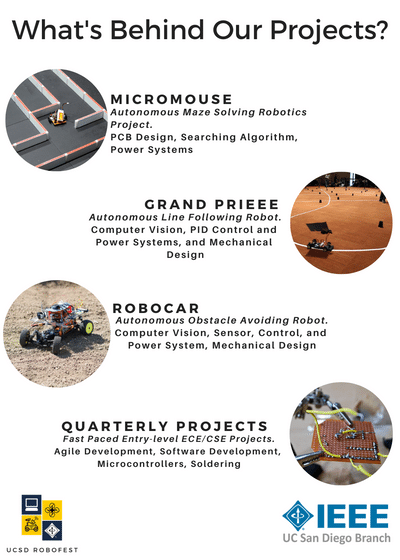 What's Behind Our Projects?
MICROMOUSE
Autonomous Maze Solving Robotics
Project.
PCB Design, Searching Algorithm,
Power Systems
GRAND PRIEEE
Autonomous Line Following Robot.
Computer Vision, PID Control and
Power Systems, and Mechanical
Design
ROBOCAR
Autonomous Obstacle Avoiding Robot.
Computer Vision, Sensor, Control, and
Power System, Mechanical Design
QUARTERLY PROJECTS
Fast Paced Entry-level ECE/CSE Projects.
Agile Development, Software Development,
Microcontrollers, Soldering
UCSD ROBOFEST
IEEE
UC San Diego Branch